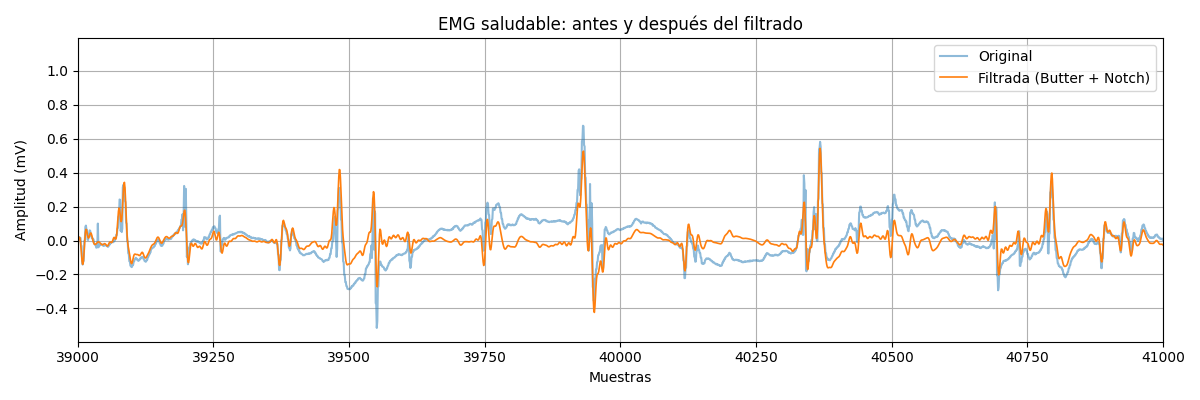 EMG saludable: antes y después del filtrado
Original
Filtrada (Butter + Notch)
Amplitud (mV)
1.0
0.8
0.6
0.4
0.2
0.0
−0.2
−0.4
39000 39250 39500 39750 40000 40250 40500 40750 41000
Muestras